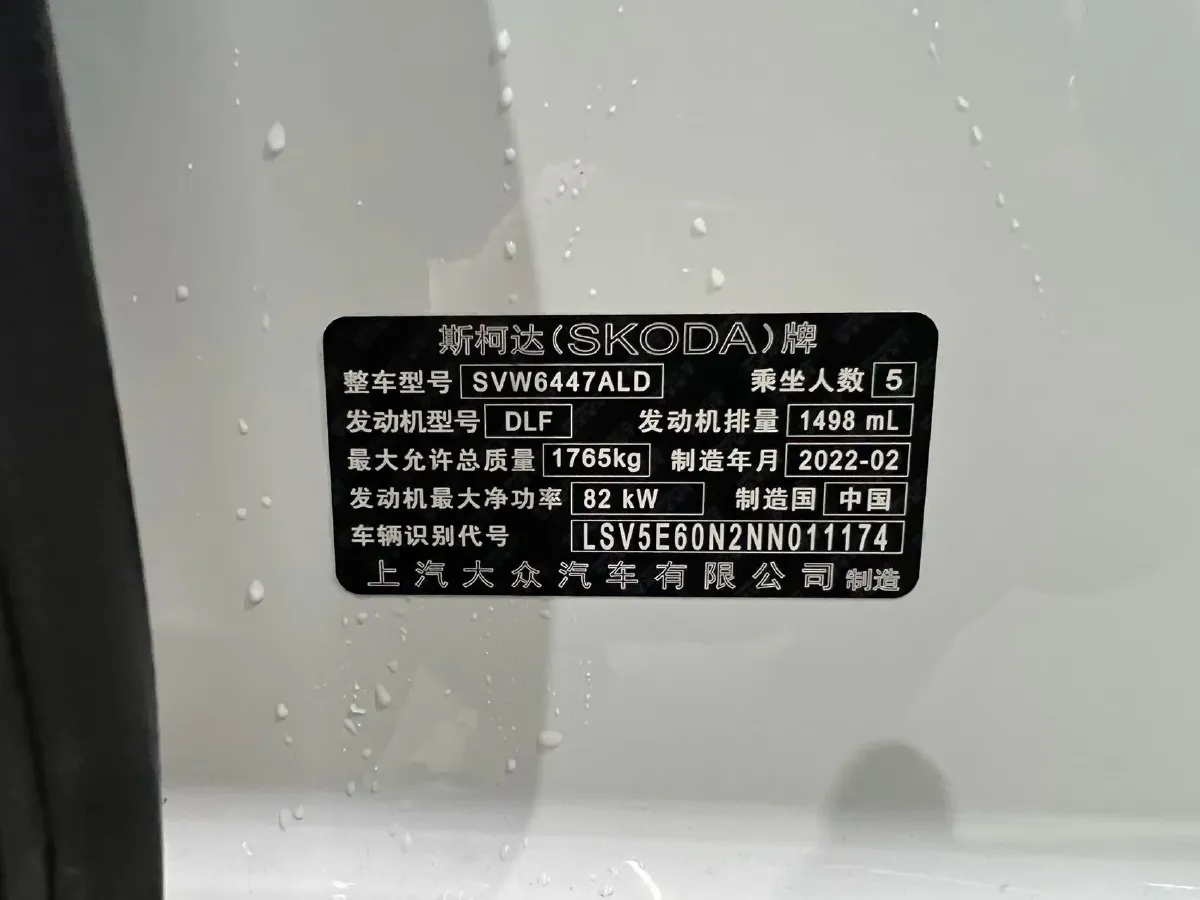 斯柯达(SKODA)牌
整车型号 SVW6447ALD 乘坐人数 5
发动机型号 DLF 发动机排量 1498 mL
最大允许总质量 1765kg 制造年月 2022-02
发动机最大净功率 82 kW 制造国 中国
车辆识别代号 LSV5E60N2NN011174
上汽大众汽车有限公司 制造